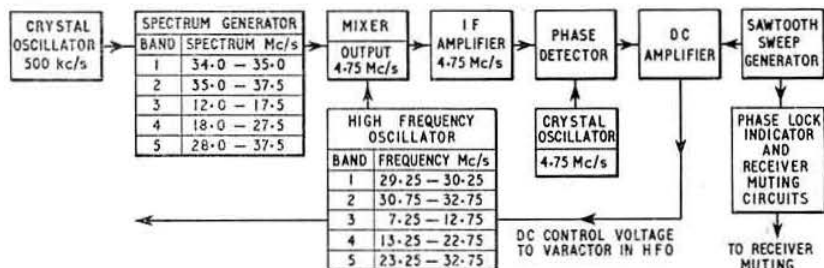 CRYSTAL
OSCILLATOR
500 kc/s
SPECTRUM GENERATOR
BAND SPECTRUM Mc/s
1 34·0 – 35·0
2 35·0 – 37·5
3 12·0 – 17·5
4 18·0 – 27·5
5 28·0 – 37·5
MIXER
OUTPUT
4·75 Mc/s
IF
AMPLIFIER
4·75 Mc/s
PHASE
DETECTOR
DC
AMPLIFIER
SAWTOOTH
SWEEP
GENERATOR
HIGH FREQUENCY
OSCILLATOR
BAND FREQUENCY Mc/s
1 29·25 – 30·25
2 30·75 – 32·75
3 7·25 – 12·75
4 13·25 – 22·75
5 23·25 – 32·75
CRYSTAL
OSCILLATOR
4·75 Mc/s
PHASE LOCK
INDICATOR
AND
RECEIVER
MUTING
CIRCUITS
DC CONTROL VOLTAGE
TO VARACTOR IN HFO
TO RECEIVER
MUTING